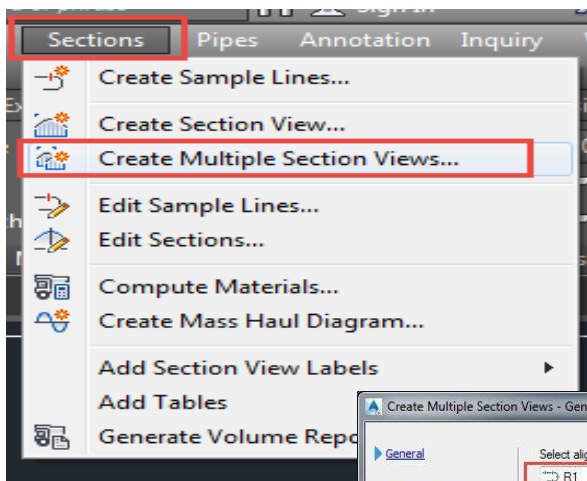 Sign In
Sections Pipes Annotation Inquiry
Create Sample Lines...
Create Section View...
Create Multiple Section Views...
Edit Sample Lines...
Edit Sections...
Compute Materials...
Create Mass Haul Diagram...
Add Section View Labels
Add Tables
Generate Volume Repo
Create Multiple Section Views - Gen
General
Select alig
R1